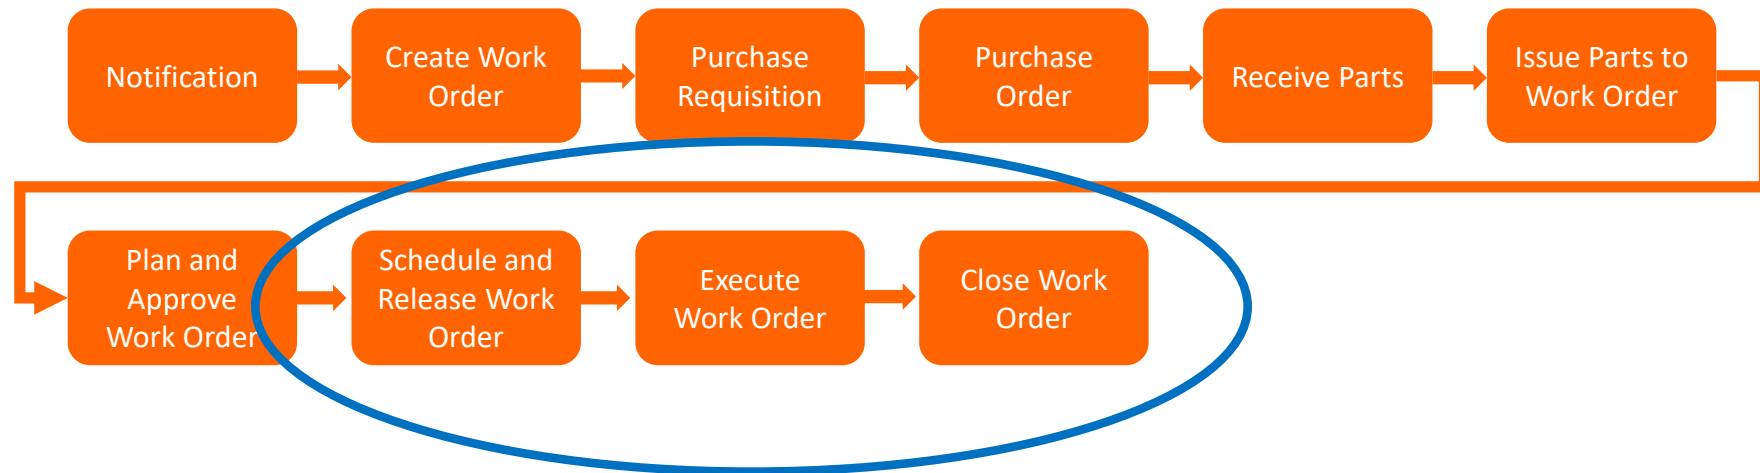 Notification
Create Work
Order
Purchase
Requisition
Purchase
Order
Receive Parts
Issue Parts to
Work Order
Plan and
Approve
Work Order
Schedule and
Release Work
Order
Execute
Work Order
Close Work
Order